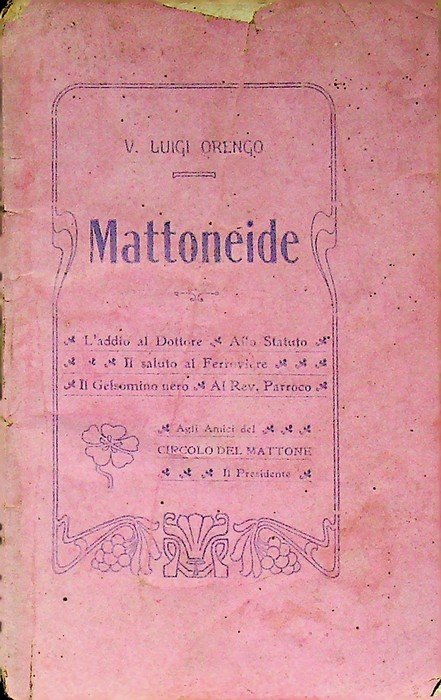 V. LUIGI ORENGO
Mattoneide
L'addio al Dottore Allo Statuto
Il saluto al Ferroviere
Il Gelsomino nero Al Rev. Parroco
Agli Amici del
CIRCOLO DEL MATTONE
Il Presidente